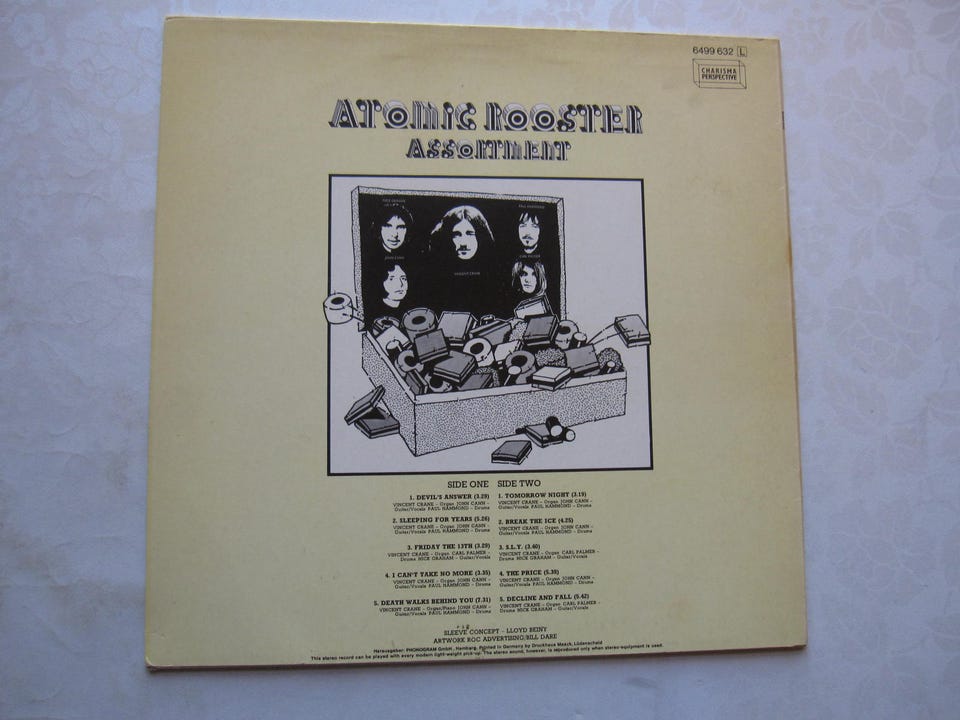 6499 632 L
CHARISMA
PERSPECTIVE
ATOMIC ROOSTER
ASSORTMENT
NICK GRAHAM
PAUL HAMMOND
JOHN CANN
VINCENT CRANE
CARL PALMER
SIDE ONE
1. DEVIL'S ANSWER (3.29)
VINCENT CRANE - Organ JOHN CANN -
Guitar/Vocals PAUL HAMMOND - Drums
2. SLEEPING FOR YEARS (5.26)
VINCENT CRANE - Organ JOHN CANN -
Guitar/Vocals PAUL HAMMOND - Drums
3. FRIDAY THE 13TH (3.29)
VINCENT CRANE - Organ CARL PALMER -
Drums NICK GRAHAM - Guitar/Vocals
4. I CAN'T TAKE NO MORE (3.35)
VINCENT CRANE - Organ JOHN CANN -
Guitar/Vocals PAUL HAMMOND - Drums
5. DEATH WALKS BEHIND YOU (7.31)
VINCENT CRANE - Organ/Piano JOHN CANN -
Guitar/Vocals PAUL HAMMOND - Drums
SIDE TWO
1. TOMORROW NIGHT (3.19)
VINCENT CRANE - Organ JOHN CANN -
Guitar/Vocals PAUL HAMMOND - Drums
2. BREAK THE ICE (4.25)
VINCENT CRANE - Organ JOHN CANN -
Guitar/Vocals PAUL HAMMOND - Drums
3. S.L.Y. (3.40)
VINCENT CRANE - Organ CARL PALMER -
Drums NICK GRAHAM - Guitar/Vocals
4. THE PRICE (5.38)
VINCENT CRANE - Organ JOHN CANN -
Guitar/Vocals PAUL HAMMOND - Drums
5. DECLINE AND FALL (5.42)
VINCENT CRANE - Organ CARL PALMER -
Drums NICK GRAHAM - Guitar/Vocals
SLEEVE CONCEPT - LLOYD BEINY
ARTWORK ROC ADVERTISING/BILL DARE
Herausgeber: PHONOGRAM GmbH, Hamburg. Printed in Germany by Druckhaus Maack, Lüdenscheid
This stereo record can be played with every modern light-weight pick-up. The stereo sound, however, is reproduced only when stereo-equipment is used.